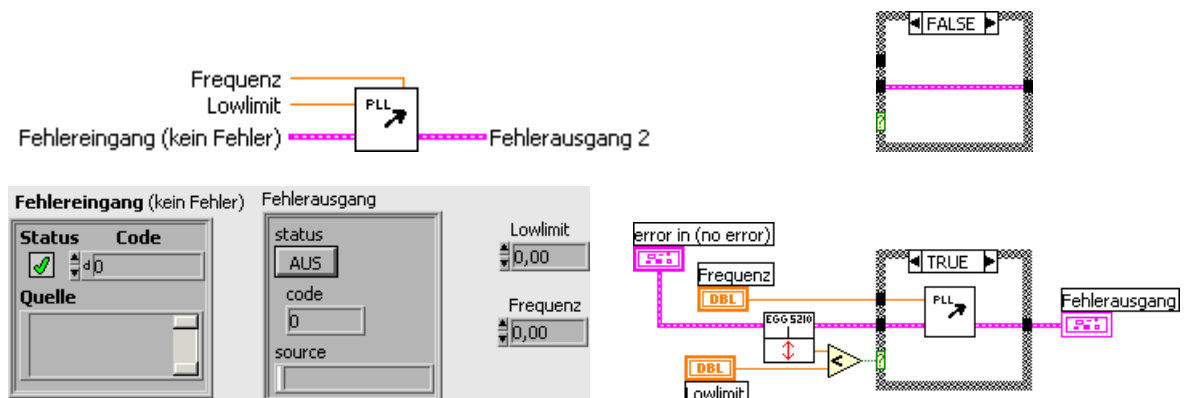 FALSE
Frequenz
Lowlimit
PLL
Fehlereingang (kein Fehler)
Fehlerausgang 2
Fehlereingang (kein Fehler)
Status Code
d 0
Quelle
Fehlerausgang
status
AUS
code
0
source
Lowlimit
0,00
Frequenz
0,00
error in (no error)
Frequenz
DBL
EGG 5210
DBL
Lowlimit
<
TRUE
PLL
?
Fehlerausgang
?